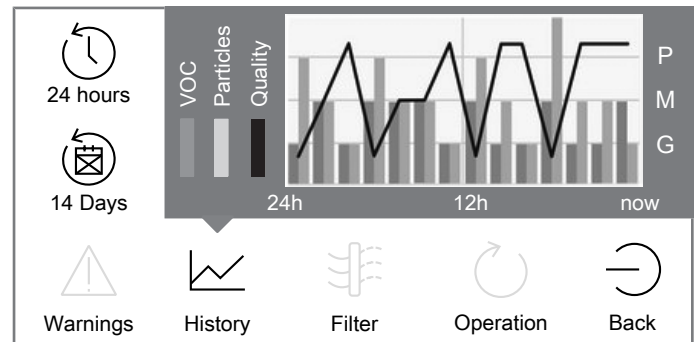 24 hours
14 Days
VOC
Particles
Quality
P
M
G
24h 12h now
Warnings History Filter Operation Back